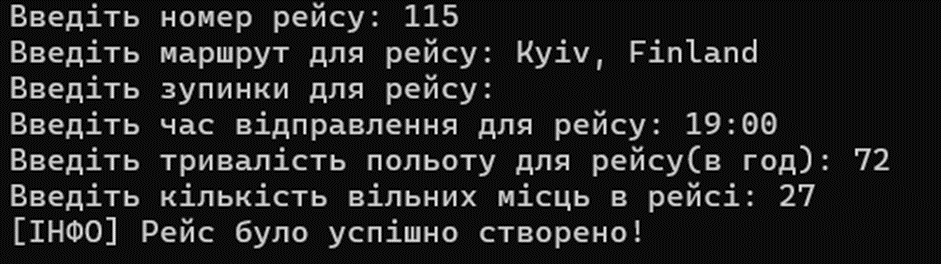 Введіть номер рейсу: 115
Введіть маршрут для рейсу: Kyiv, Finland
Введіть зупинки для рейсу:
Введіть час відправлення для рейсу: 19:00
Введіть тривалість польоту для рейсу(в год): 72
Введіть кількість вільних місць в рейсі: 27
[ІНФО] Рейс було успішно створено!